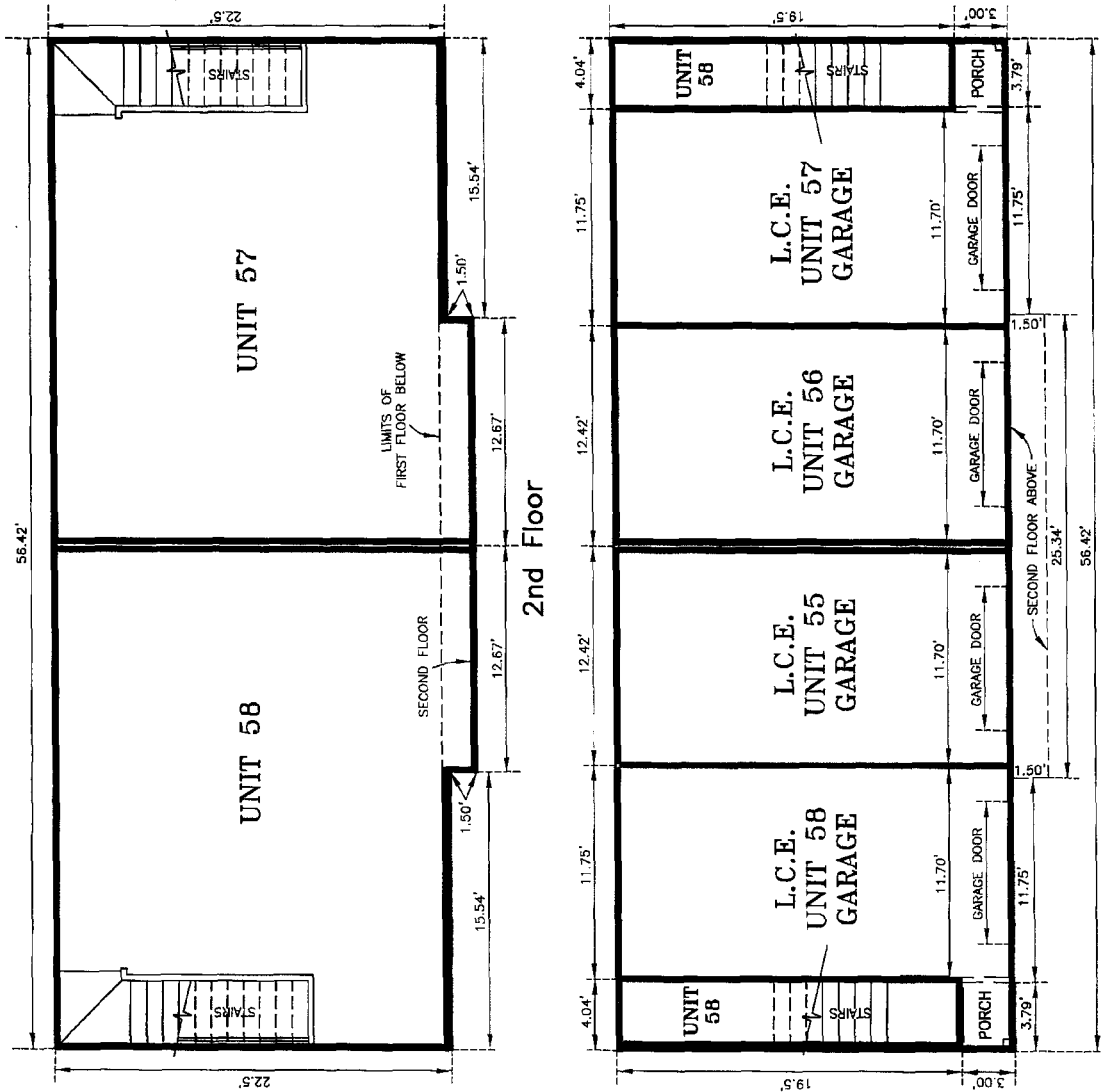 56.42'
22.5'
22.5'
STAIRS
STAIRS
UNIT 58
UNIT 57
LIMITS OF
FIRST FLOOR BELOW
SECOND FLOOR
1.50'
1.50'
15.54'
12.67'
12.67'
15.54'
2nd Floor
4.04'
11.75'
12.42'
12.42'
11.75'
4.04'
19.5'
19.5'
UNIT
58
STAIRS
L.C.E.
UNIT 58
GARAGE
L.C.E.
UNIT 55
GARAGE
L.C.E.
UNIT 56
GARAGE
L.C.E.
UNIT 57
GARAGE
UNIT
58
STAIRS
11.70'
11.70'
11.70'
11.70'
GARAGE DOOR
GARAGE DOOR
GARAGE DOOR
GARAGE DOOR
PORCH
PORCH
3.00'
3.00'
3.79'
11.75'
1.50'
SECOND FLOOR ABOVE
1.50'
11.75'
3.79'
25.34'
56.42'